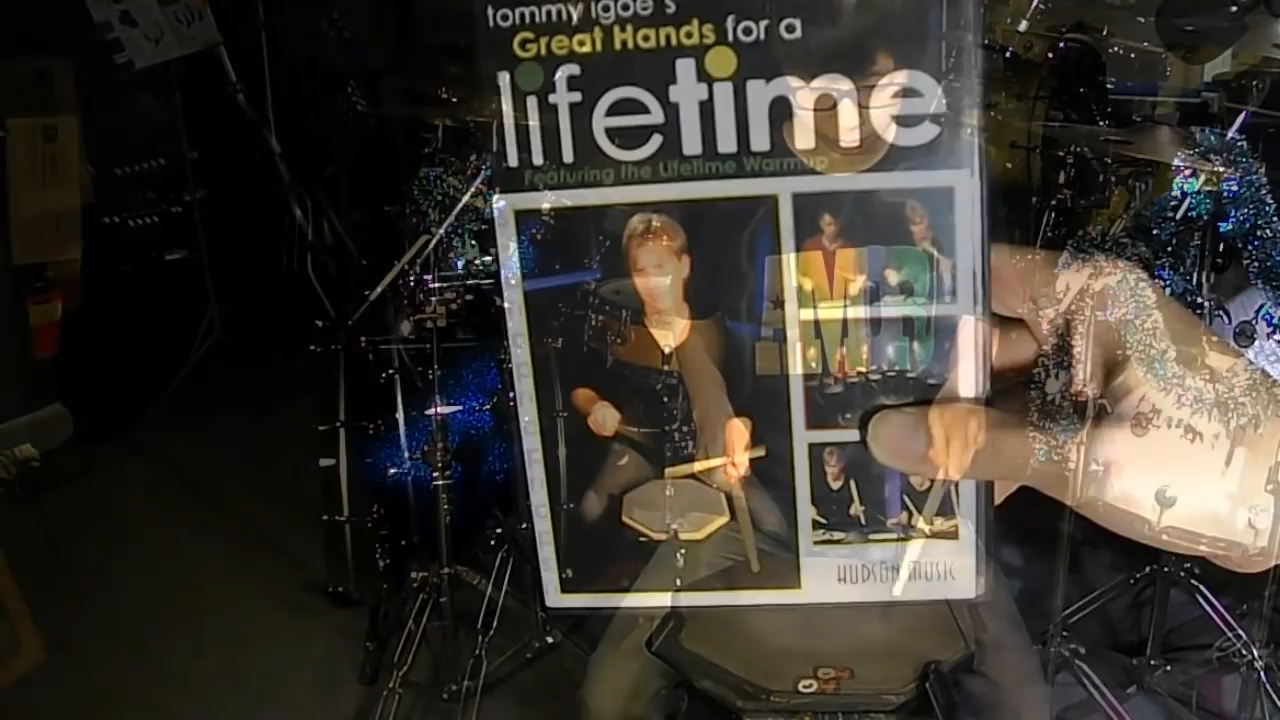 tommy igoe's
Great Hands for a
lifetime
Featuring the Lifetime Warmup
HUDSON MUSIC